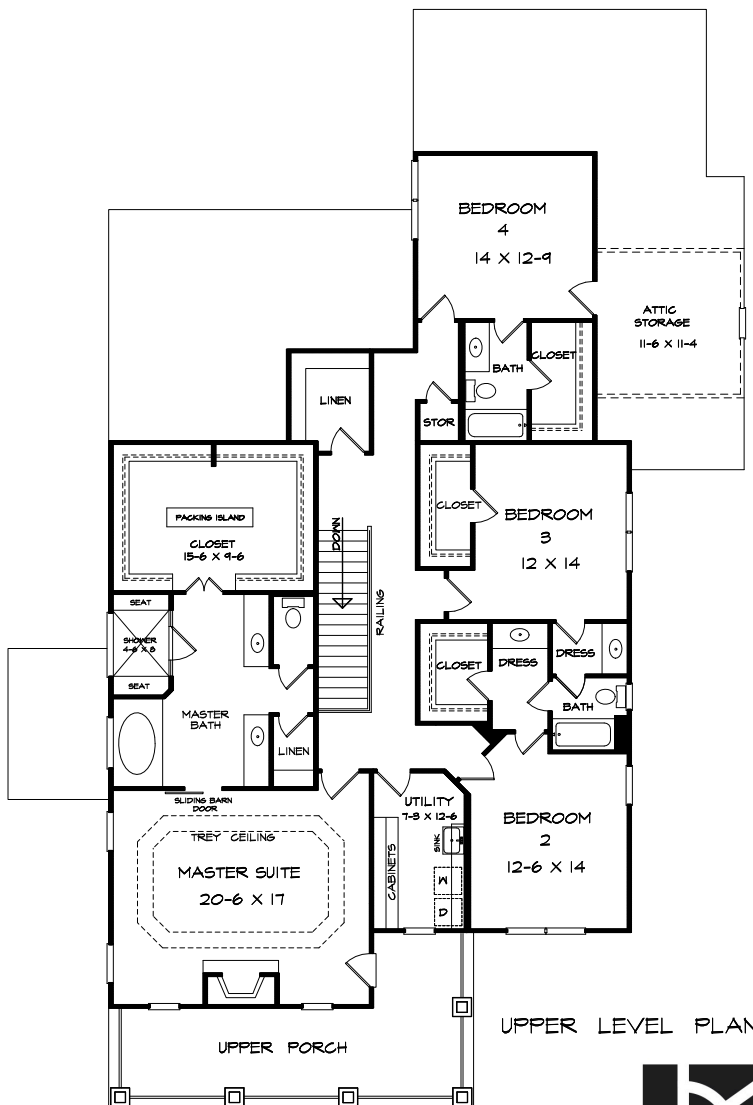 BEDROOM
4
14 X 12-9
ATTIC
STORAGE
11-6 X 11-4
CLOSET
BATH
LINEN
STOR
PACKING ISLAND
CLOSET
15-6 X 9-6
DOWN
RAILING
CLOSET
BEDROOM
3
12 X 14
SEAT
SHOWER
4-6 X 8
SEAT
MASTER
BATH
LINEN
CLOSET
DRESS
DRESS
BATH
SLIDING BARN
DOOR
TREY CEILING
MASTER SUITE
20-6 X 17
UTILITY
7-3 X 12-6
SINK
CABINETS
W
D
BEDROOM
2
12-6 X 14
UPPER PORCH
UPPER LEVEL PLAN